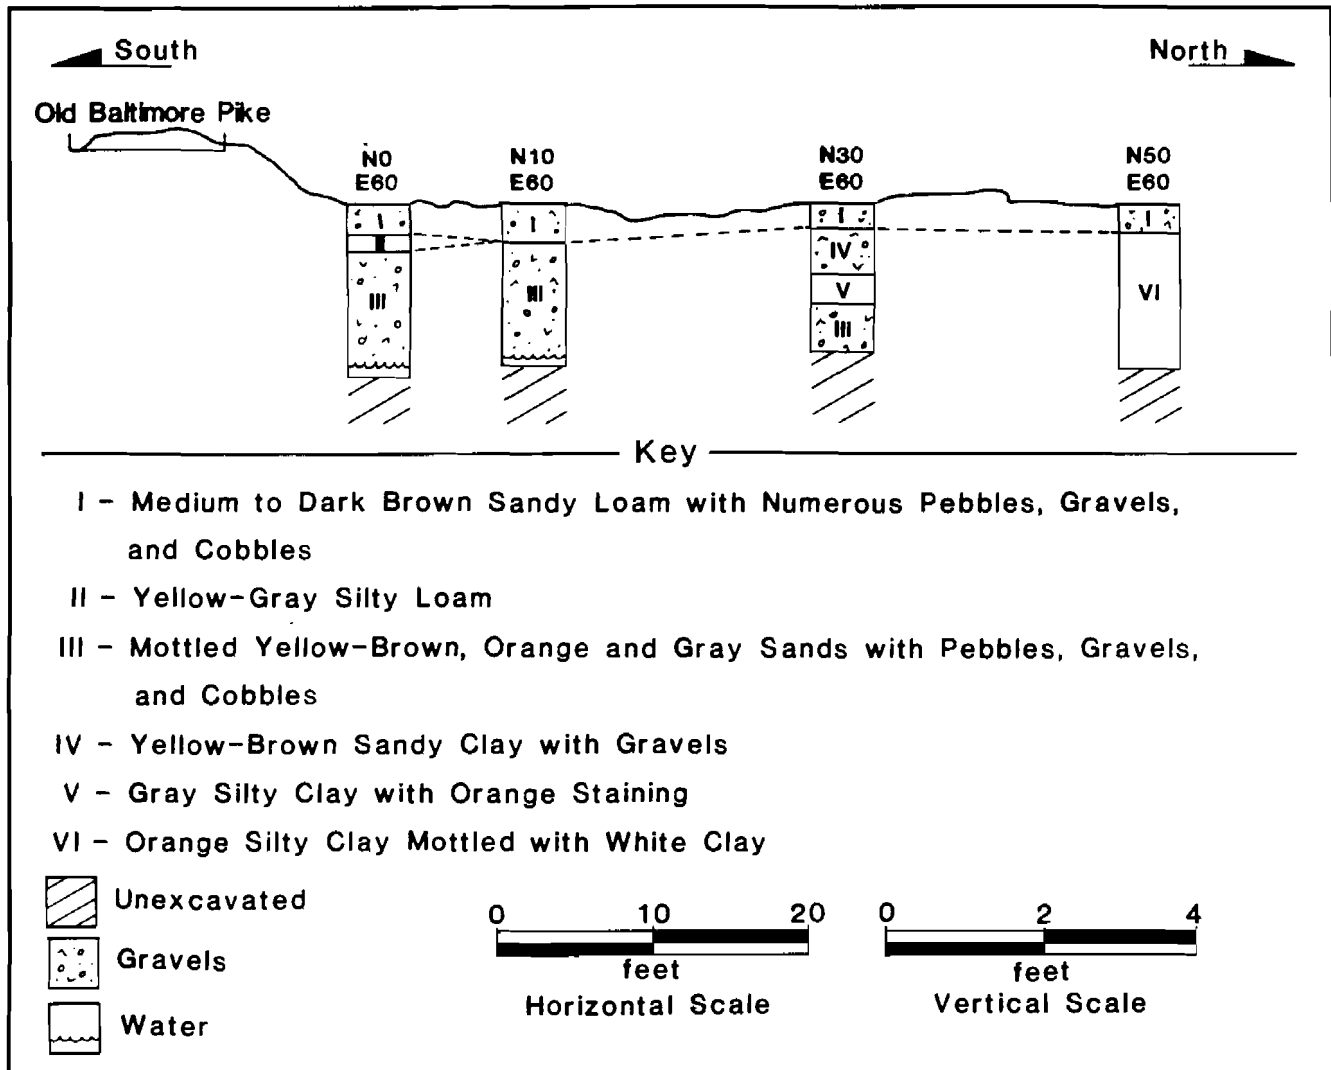 South North
Old Baltimore Pike
N0 N10 N30 N50
E60 E60 E60 E60
I I I I
II IV
III III V VI
III
Key
I - Medium to Dark Brown Sandy Loam with Numerous Pebbles, Gravels,
and Cobbles
II - Yellow-Gray Silty Loam
III - Mottled Yellow-Brown, Orange and Gray Sands with Pebbles, Gravels,
and Cobbles
IV - Yellow-Brown Sandy Clay with Gravels
V - Gray Silty Clay with Orange Staining
VI - Orange Silty Clay Mottled with White Clay
Unexcavated
Gravels
Water
0 10 20
feet
Horizontal Scale
0 2 4
feet
Vertical Scale